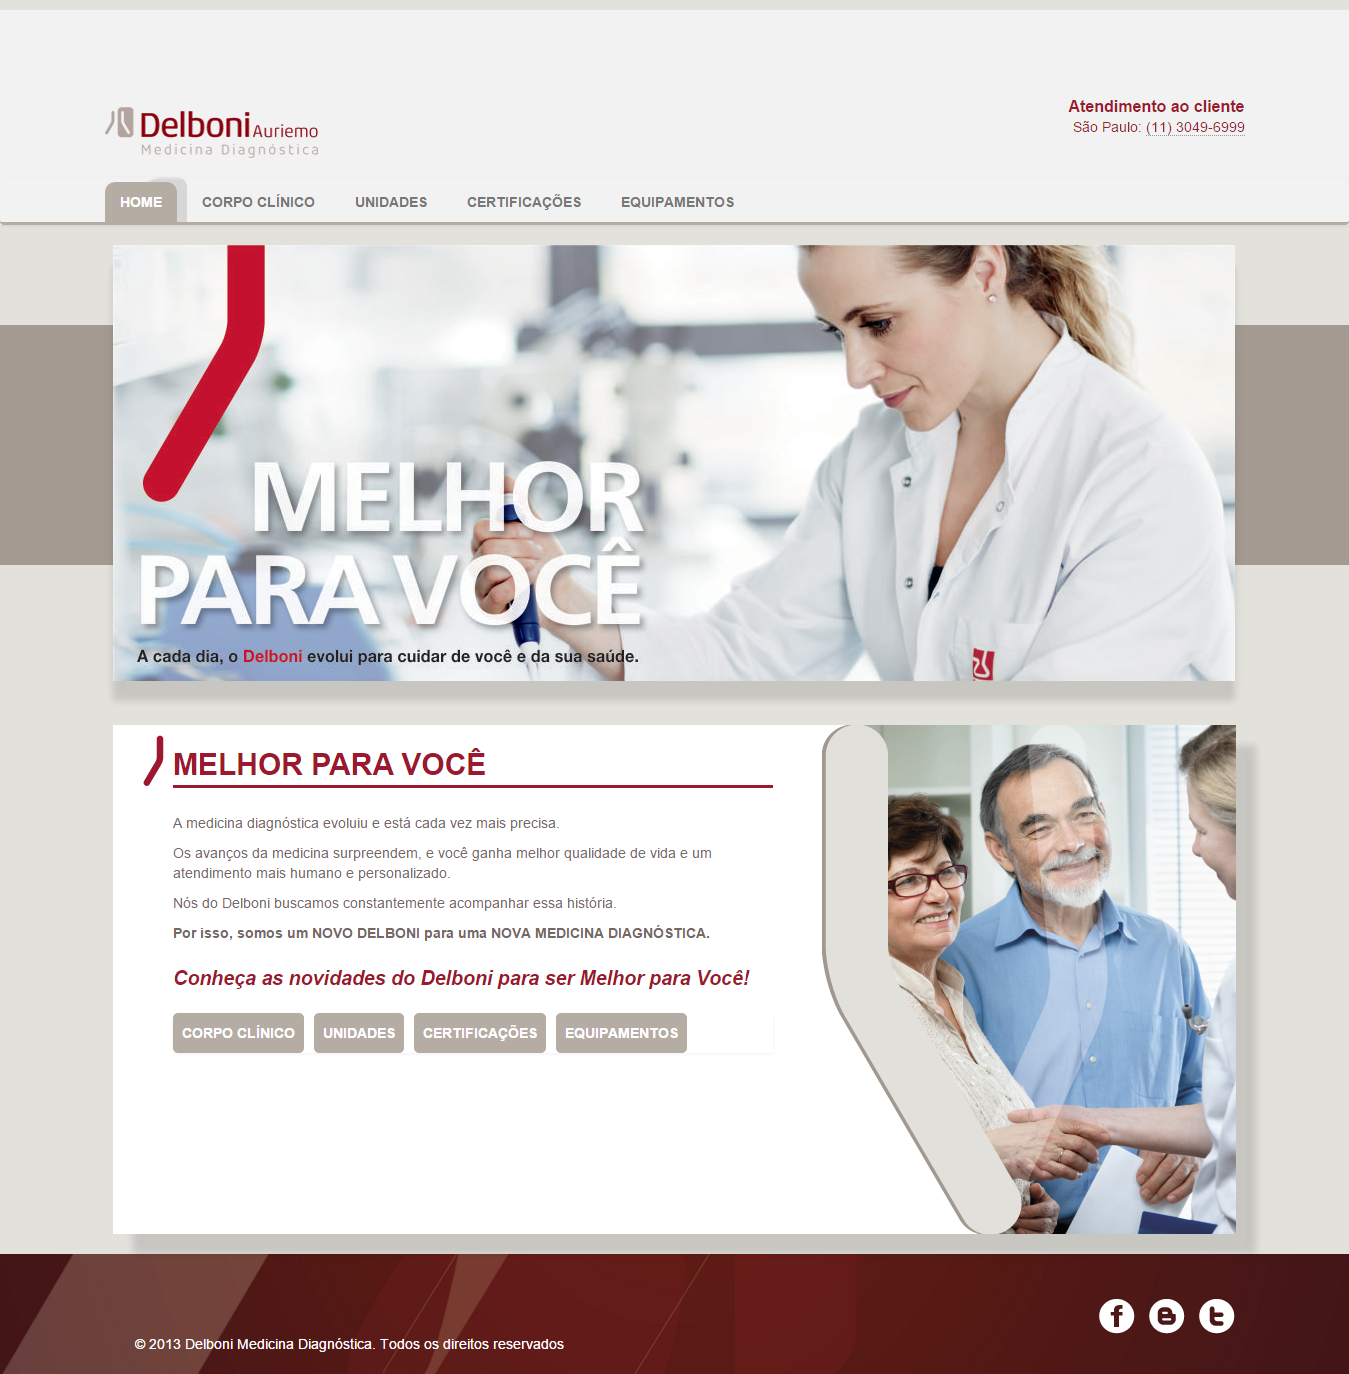 Delboni Auriemo
Medicina Diagnóstica
Atendimento ao cliente
São Paulo: (11) 3049-6999
HOME CORPO CLÍNICO UNIDADES CERTIFICAÇÕES EQUIPAMENTOS
MELHOR
PARA VOCÊ
A cada dia, o Delboni evolui para cuidar de você e da sua saúde.
MELHOR PARA VOCÊ
A medicina diagnóstica evoluiu e está cada vez mais precisa.
Os avanços da medicina surpreendem, e você ganha melhor qualidade de vida e um
atendimento mais humano e personalizado.
Nós do Delboni buscamos constantemente acompanhar essa história.
Por isso, somos um NOVO DELBONI para uma NOVA MEDICINA DIAGNÓSTICA.
Conheça as novidades do Delboni para ser Melhor para Você!
CORPO CLÍNICO UNIDADES CERTIFICAÇÕES EQUIPAMENTOS
© 2013 Delboni Medicina Diagnóstica. Todos os direitos reservados